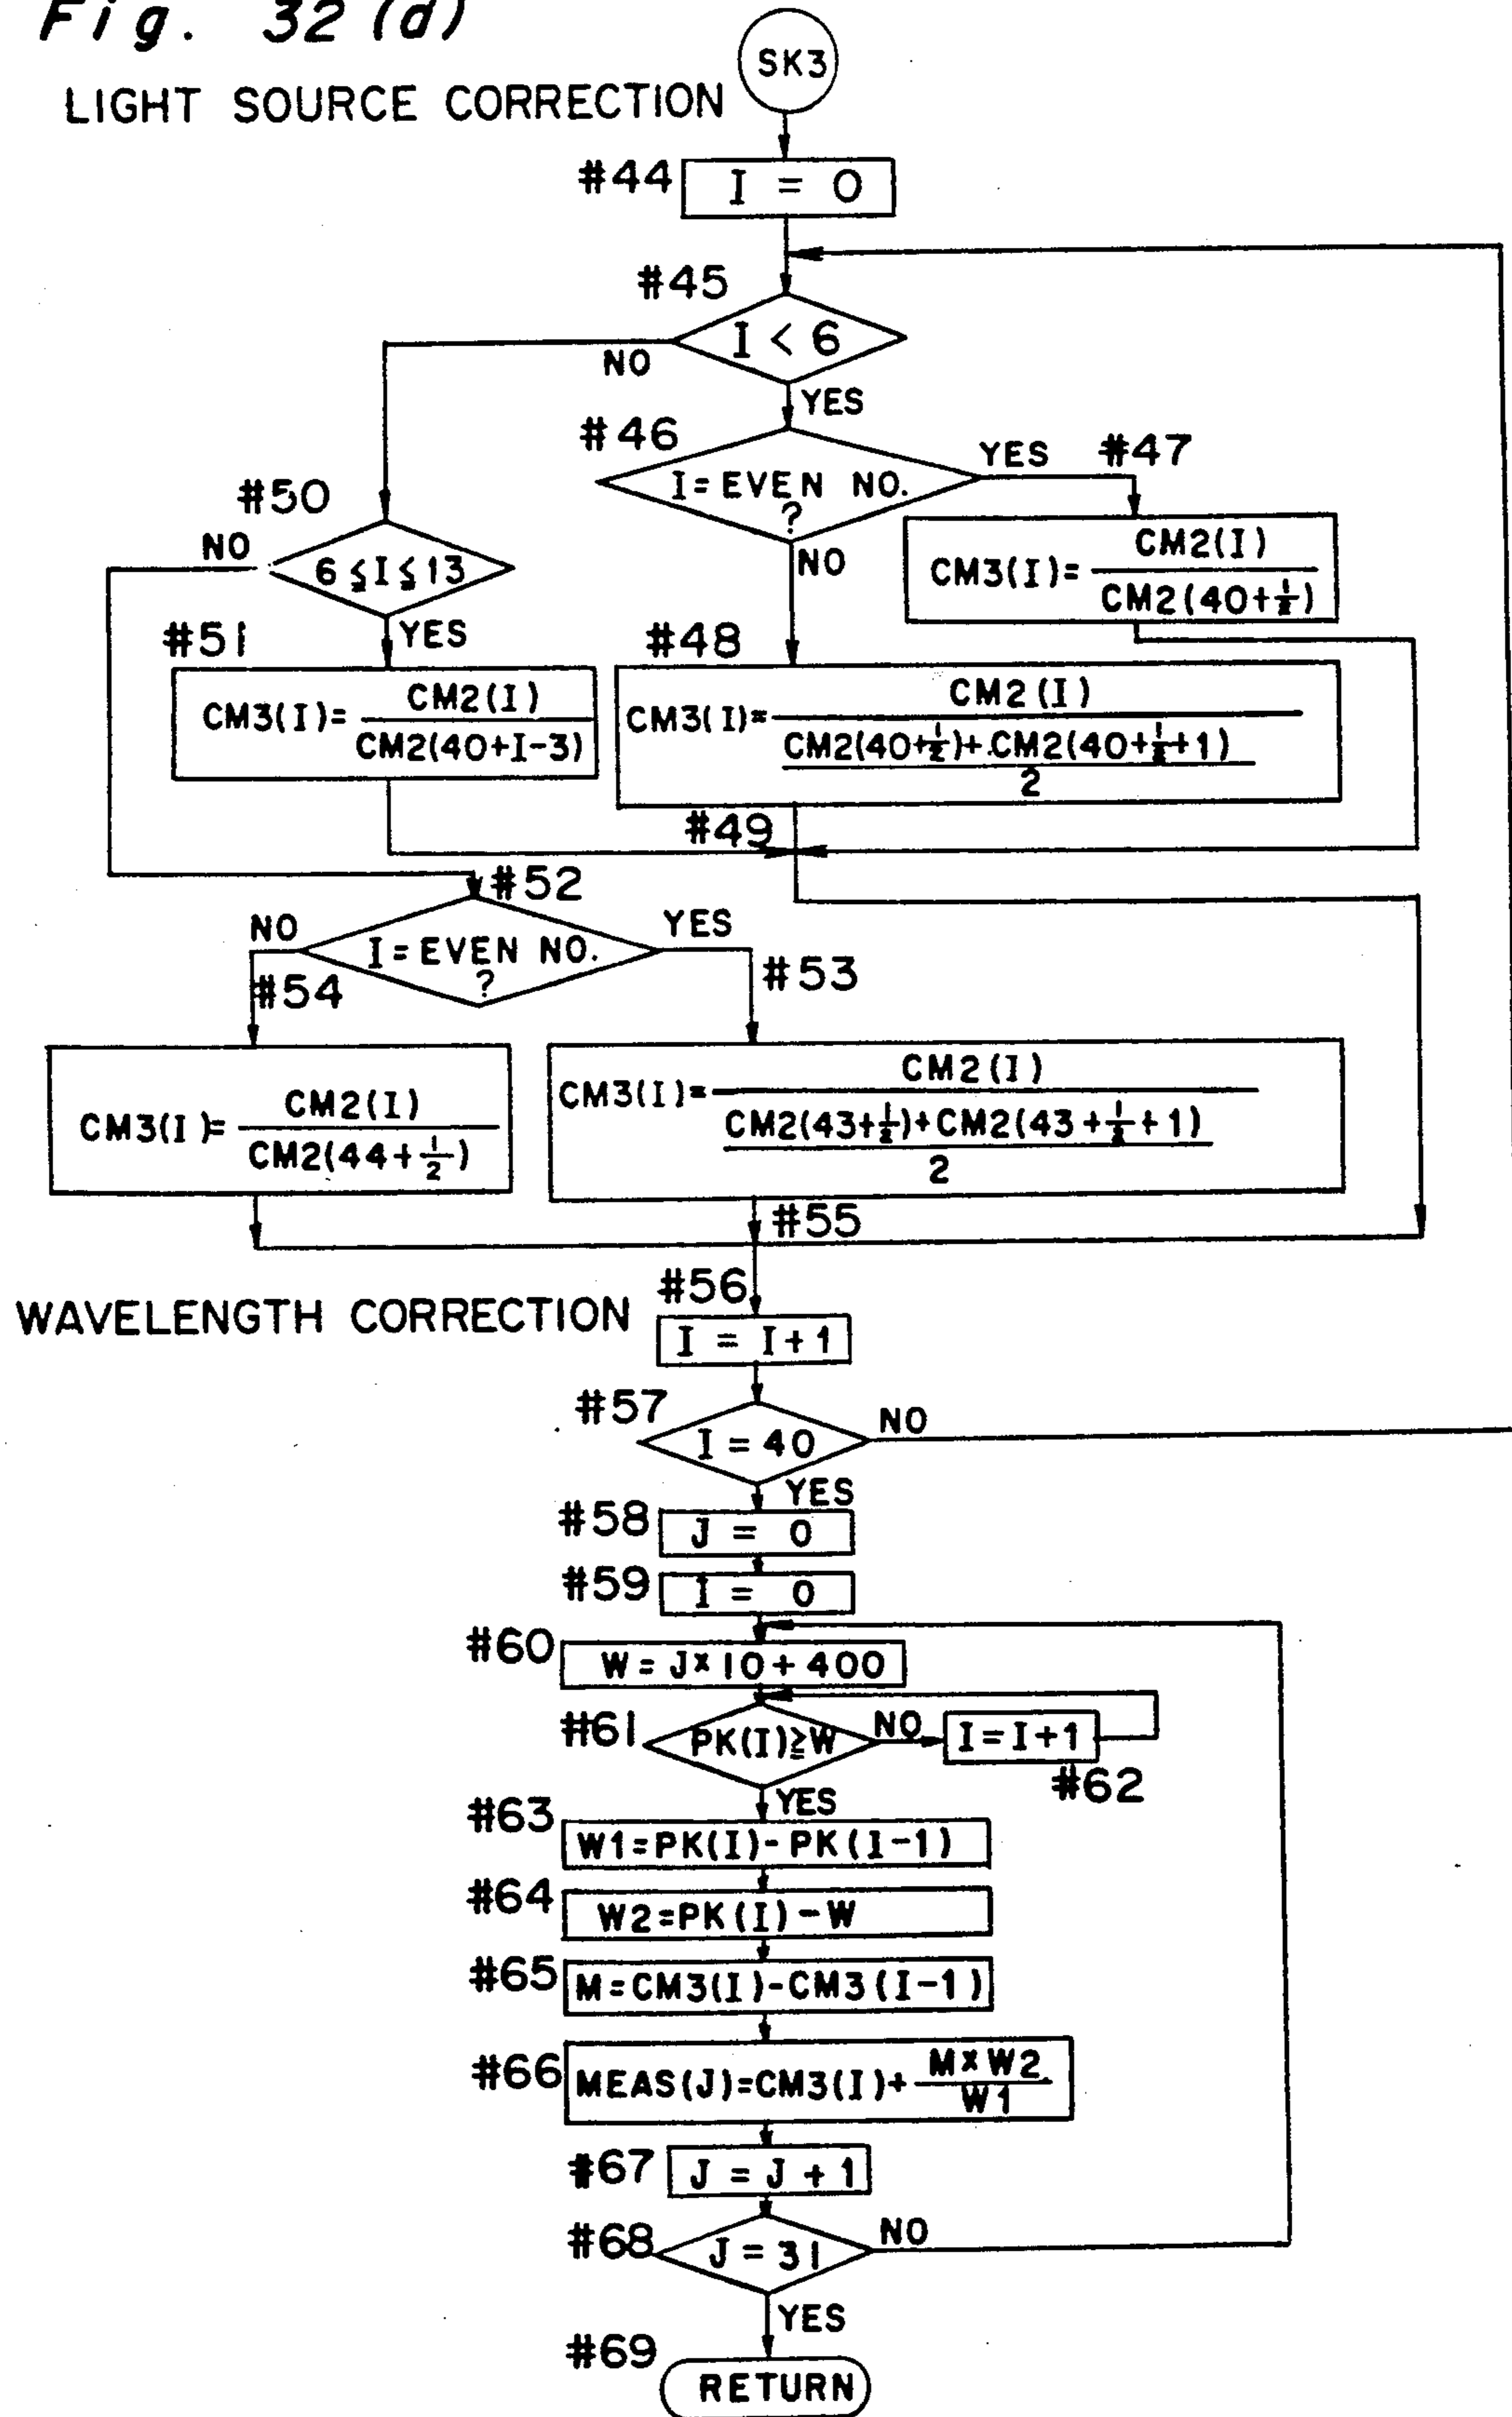 Fig. 32 (d)
SK3
LIGHT SOURCE CORRECTION
#44
I = 0
#45
I < 6
NO
YES
#46
I = EVEN NO.
?
YES
#47
NO
CM3(I)= CM2(I)
CM2(40+½)
#50
NO
6 ≦ I ≦ 13
YES
#51
CM3(I)= CM2(I)
CM2(40+I-3)
#48
CM3(I)= CM2(I)
CM2(40+½)+CM2(40+½+1)
2
#49
#52
NO
I = EVEN NO.
?
YES
#54
#53
CM3(I)= CM2(I)
CM2(44+½)
CM3(I)= CM2(I)
CM2(43+½)+CM2(43+½+1)
2
#55
WAVELENGTH CORRECTION
#56
I = I+1
#57
I = 40
NO
YES
#58
J = 0
#59
I = 0
#60
W = J×10+400
#61
PK(I)≧W
NO
I=I+1
#62
YES
#63
W1=PK(I)-PK(I-1)
#64
W2=PK(I)-W
#65
M=CM3(I)-CM3(I-1)
#66
MEAS(J)=CM3(I)+ M×W2
W1
#67
J = J + 1
#68
J = 31
NO
YES
#69
RETURN